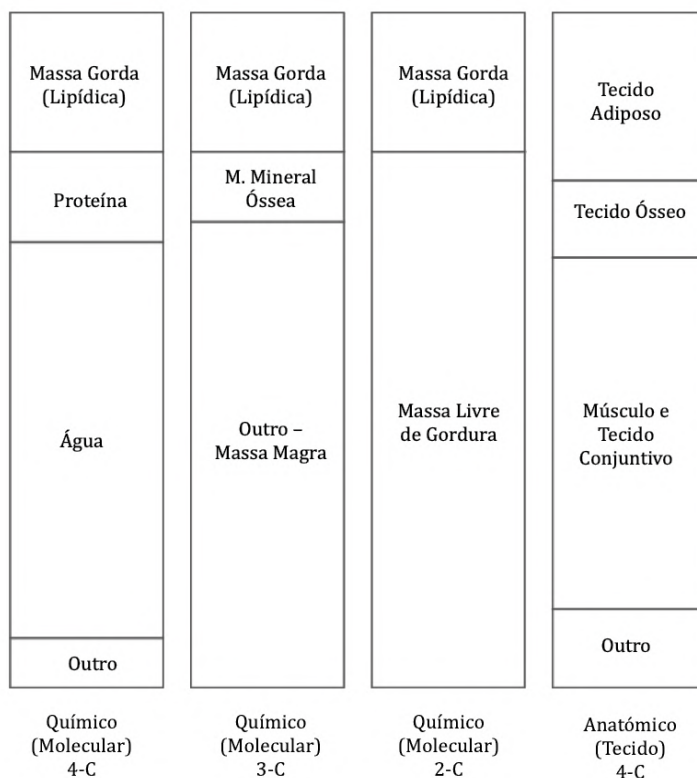 Massa Gorda
(Lipídica)
Proteína
Água
Outro
Químico
(Molecular)
4-C
Massa Gorda
(Lipídica)
M. Mineral
Óssea
Outro –
Massa Magra
Químico
(Molecular)
3-C
Massa Gorda
(Lipídica)
Massa Livre
de Gordura
Químico
(Molecular)
2-C
Tecido
Adiposo
Tecido Ósseo
Músculo e
Tecido
Conjuntivo
Outro
Anatómico
(Tecido)
4-C